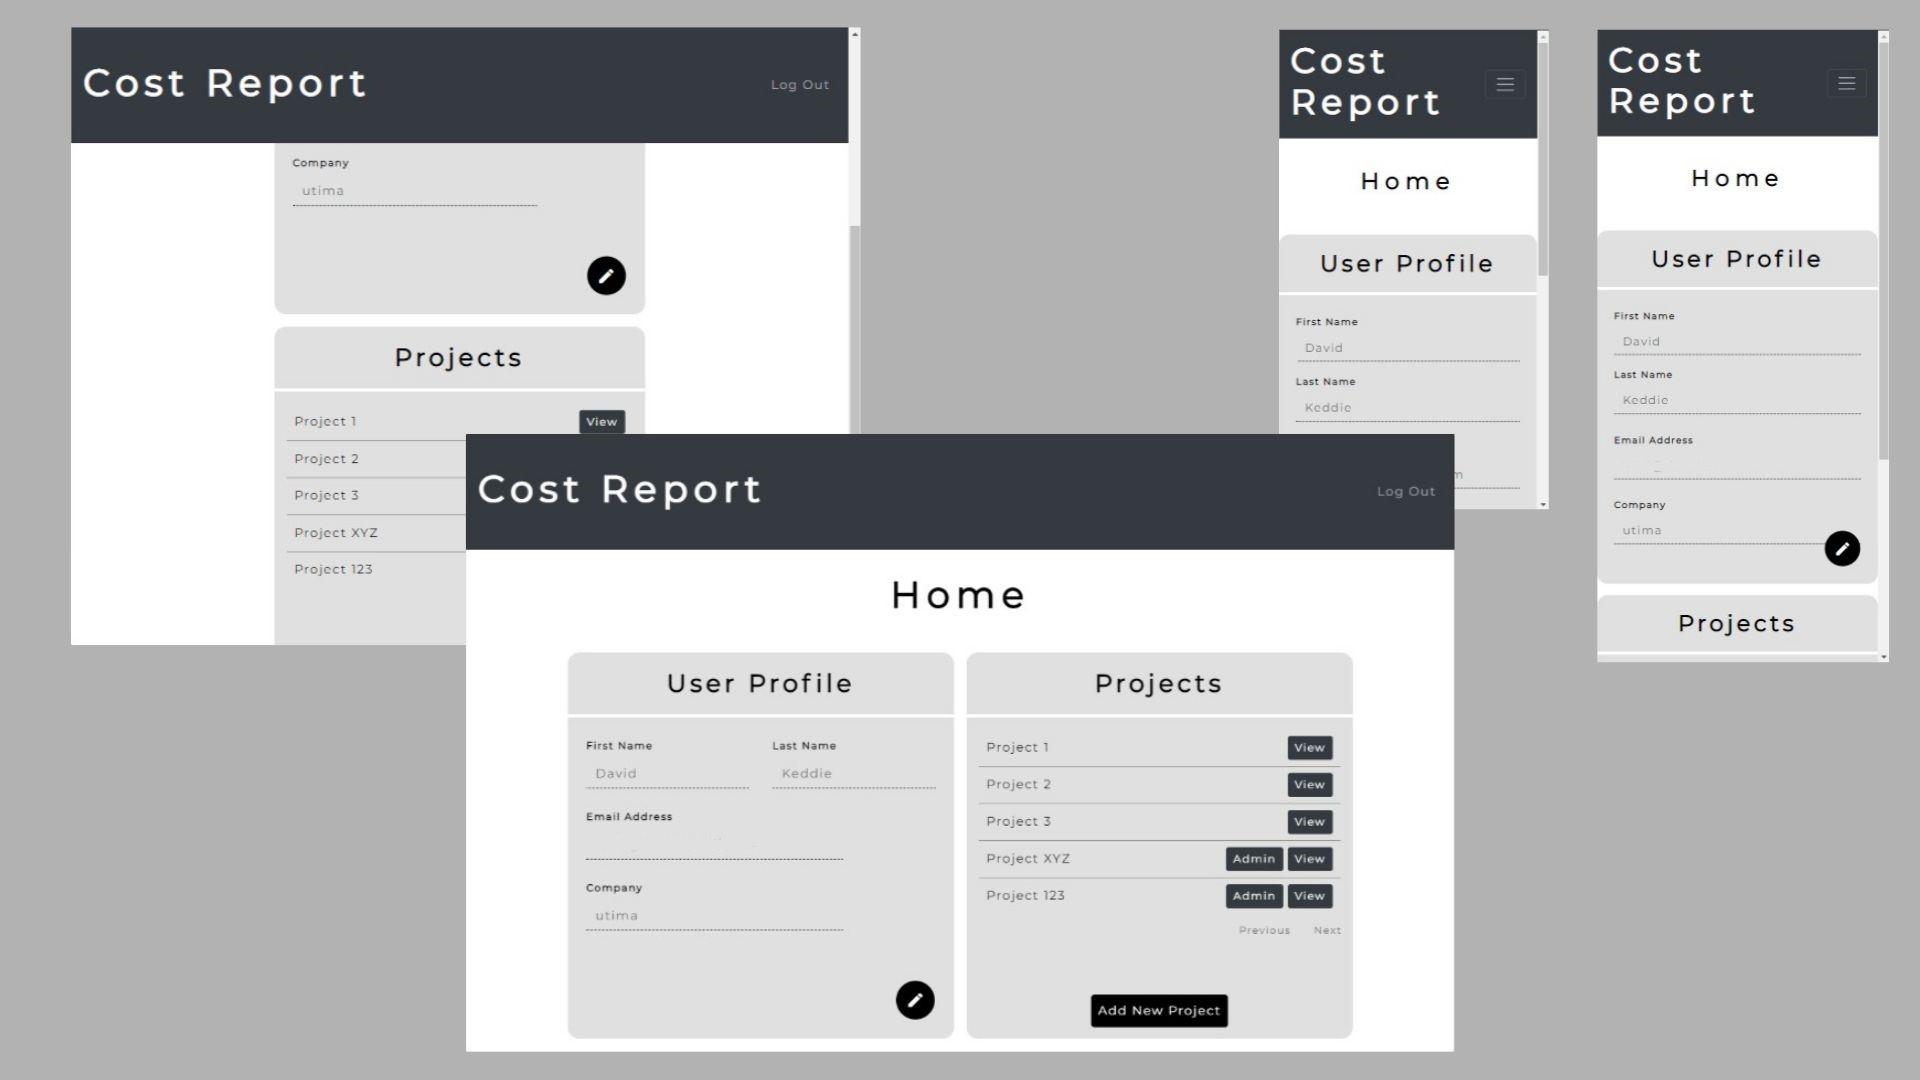 Cost Report
Log Out
Company
utima
Projects
Project 1
View
Project 2
Project 3
Project XYZ
Project 123
Cost
Report
Home
User Profile
First Name
David
Last Name
Keddie
m
Cost
Report
Home
User Profile
First Name
David
Last Name
Keddie
Email Address
Company
utima
Projects
Cost Report
Log Out
Home
User Profile
First Name
Last Name
David
Keddie
Email Address
Company
utima
Projects
Project 1
View
Project 2
View
Project 3
View
Project XYZ
Admin
View
Project 123
Admin
View
Previous
Next
Add New Project